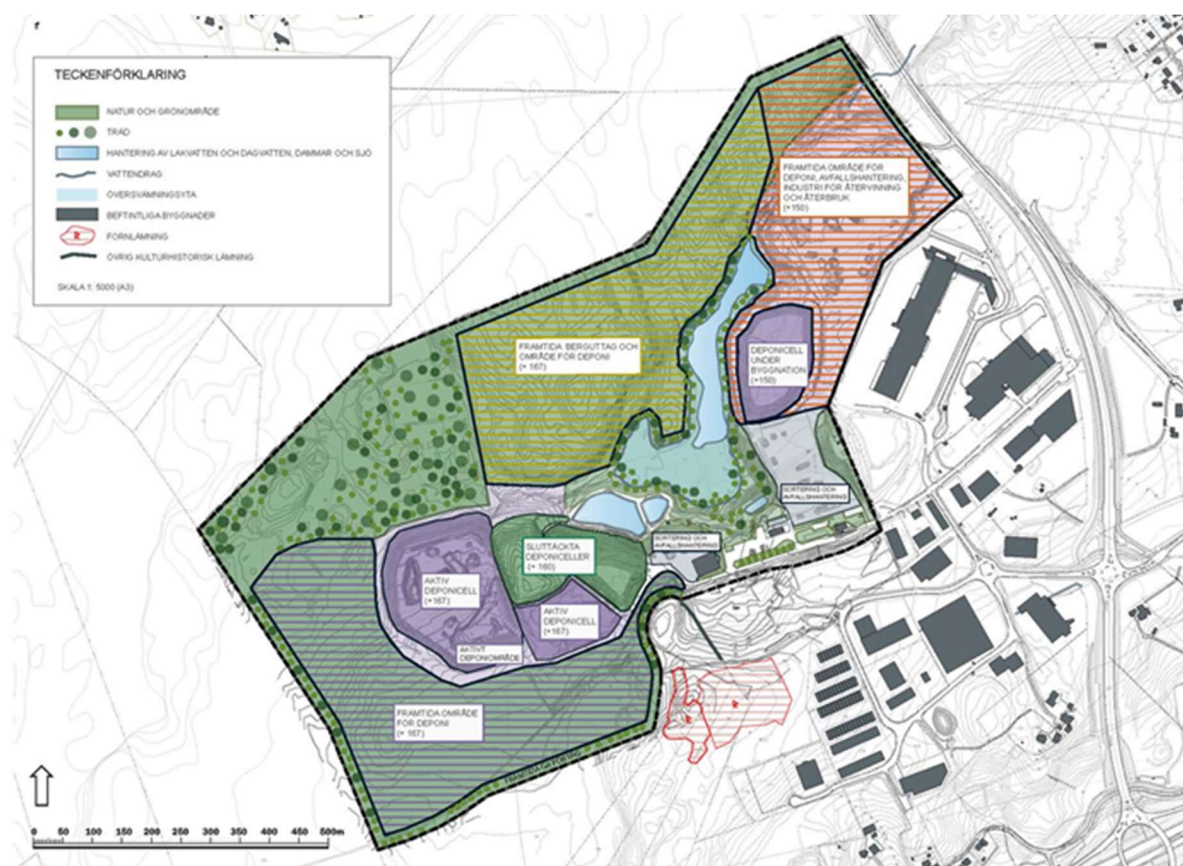 TECKENFÖRKLARING
NATUR OCH GRÖNOMRÅDE
TRÄD
HANTERING AV LAKVATTEN OCH DAGVATTEN, DAMMAR OCH SJÖ
VATTENDRAG
ÖVERSVÄMNINGSYTA
BEFTINTLIGA BYGGNADER
FORNLÄMNING
ÖVRIG KULTURHISTORISK LÄMNING
SKALA 1: 5000 (A3)
FRAMTIDA OMRÅDE FÖR
DEPONI, AVFALLSHANTERING,
INDUSTRI FÖR ÅTERVINNING
OCH ÅTERBRUK
(+150)
FRAMTIDA BERGUTTAG OCH
OMRÅDE FÖR DEPONI
(+ 167)
DEPONICELL
UNDER
BYGGNATION
(+150)
SORTERING OCH
AVFALLSHANTERING
SORTERING OCH
AVFALLSHANTERING
SLUTTÄCKTA
DEPONICELLER
(+ 160)
AKTIV
DEPONICELL
(+167)
AKTIV
DEPONICELL
(+167)
AKTIVT
DEPONIOMRÅDE
FRAMTIDA OMRÅDE
FÖR DEPONI
(+ 167)
R
R
0 50 100 150 200 250 300 350 400 450 500m